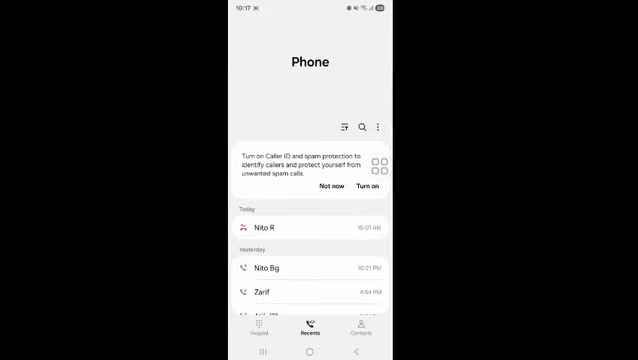 10:17
Phone
Turn on Caller ID and spam protection to
identify callers and protect yourself from
unwanted spam calls.
Not now Turn on
Today
Nito R 10:01 AM
Yesterday
Nito Bg 10:21 PM
Zarif 4:54 PM
Keypad Recents Contacts